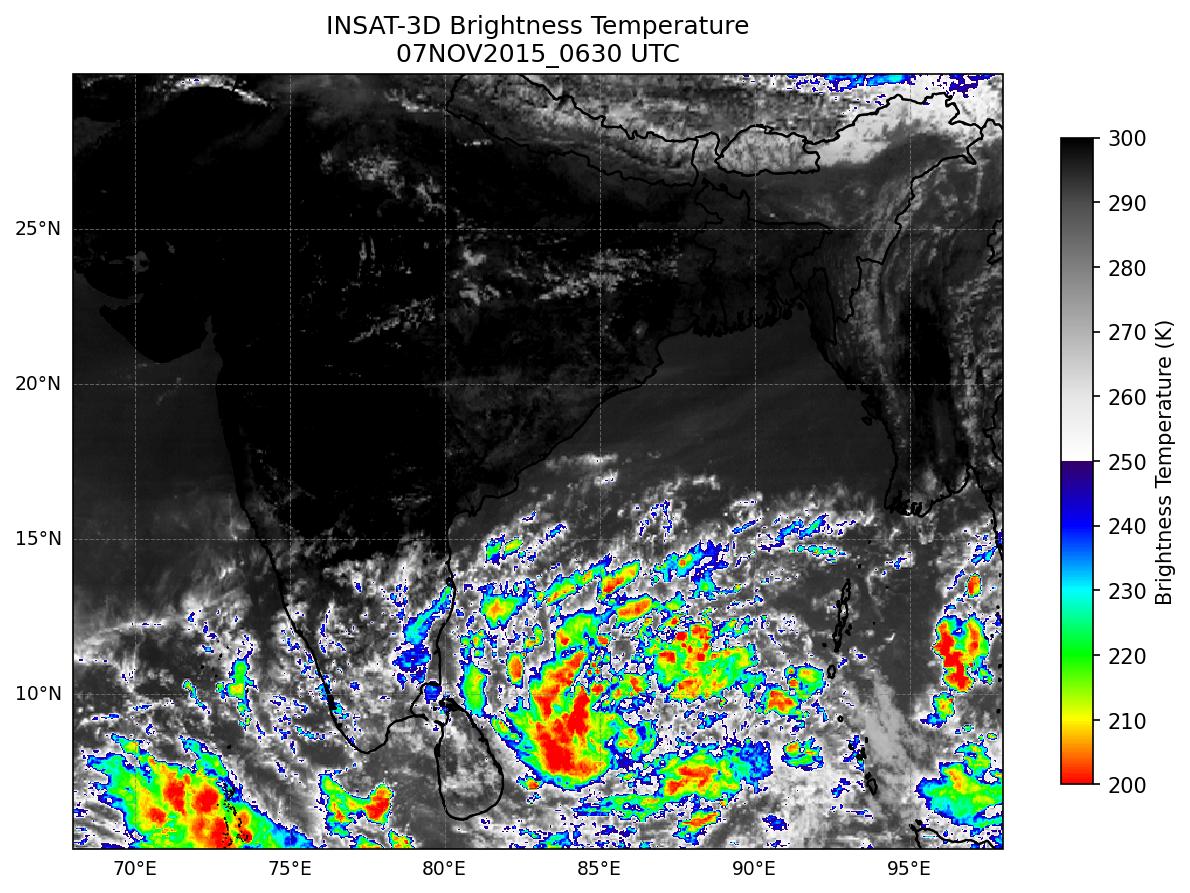 INSAT-3D Brightness Temperature
07NOV2015_0630 UTC
25°N
20°N
15°N
10°N
70°E
75°E
80°E
85°E
90°E
95°E
300
290
280
270
260
250
240
230
220
210
200
Brightness Temperature (K)